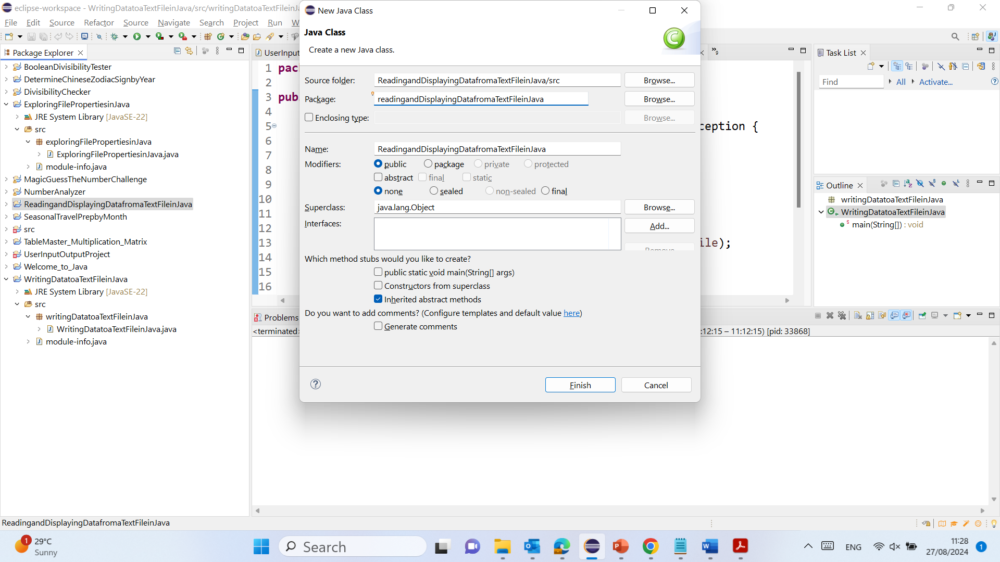 eclipse-workspace - WritingDatatoaTextFileinJava/src/writingDatatoaTextFileinJ
New Java Class
File Edit Source Refactor Source Navigate Search Project Run W
Java Class
Create a new Java class.
Package Explorer
BooleanDivisibilityTester
DetermineChineseZodiacSignbyYear
DivisibilityChecker
ExploringFilePropertiesinJava
JRE System Library [JavaSE-22]
src
exploringFilePropertiesinJava
ExploringFilePropertiesinJava.java
module-info.java
MagicGuessTheNumberChallenge
NumberAnalyzer
ReadingandDisplayingDatafromaTextFileinJava
SeasonalTravelPrepbyMonth
src
TableMaster_Multiplication_Matrix
UserInputOutputProject
Welcome_to_Java
WritingDatatoaTextFileinJava
JRE System Library [JavaSE-22]
src
writingDatatoaTextFileinJava
WritingDatatoaTextFileinJava.java
module-info.java
UserInput
9
1 pac
2
3 pub
4
5 ception {
6
7
8
9
10
11
12
13 ile);
14
15
16
Source folder: ReadingandDisplayingDatafromaTextFileinJava/src Browse...
Package: readingandDisplayingDatafromaTextFileinJava Browse...
Enclosing type: Browse...
Name: ReadingandDisplayingDatafromaTextFileinJava
Modifiers: public package private protected
abstract final static
none sealed non-sealed final
Superclass: java.lang.Object Browse...
Interfaces: Add...
Remove
Which method stubs would you like to create?
public static void main(String[] args)
Constructors from superclass
Inherited abstract methods
Do you want to add comments? (Configure templates and default value here)
Generate comments
Finish Cancel
Task List
Find All Activate...
Outline
writingDatatoaTextFileinJava
WritingDatatoaTextFileinJava
main(String[]) : void
Problems
<terminated> :12:15 – 11:12:15) [pid: 33868]
ReadingandDisplayingDatafromaTextFileinJava
1
29°C
Sunny
Search
ENG
11:28
27/08/2024
1